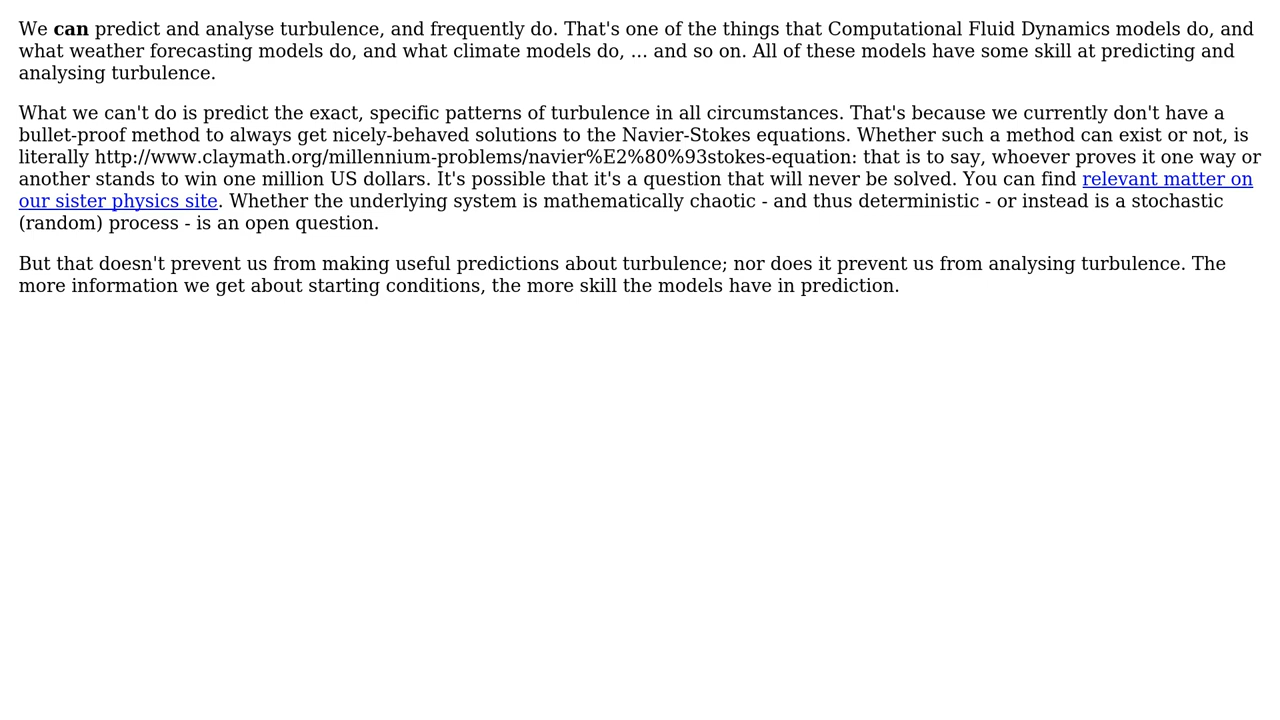 We can predict and analyse turbulence, and frequently do. That's one of the things that Computational Fluid Dynamics models do, and
what weather forecasting models do, and what climate models do, ... and so on. All of these models have some skill at predicting and
analysing turbulence.
What we can't do is predict the exact, specific patterns of turbulence in all circumstances. That's because we currently don't have a
bullet-proof method to always get nicely-behaved solutions to the Navier-Stokes equations. Whether such a method can exist or not, is
literally http://www.claymath.org/millennium-problems/navier%E2%80%93stokes-equation: that is to say, whoever proves it one way or
another stands to win one million US dollars. It's possible that it's a question that will never be solved. You can find relevant matter on
our sister physics site. Whether the underlying system is mathematically chaotic - and thus deterministic - or instead is a stochastic
(random) process - is an open question.
But that doesn't prevent us from making useful predictions about turbulence; nor does it prevent us from analysing turbulence. The
more information we get about starting conditions, the more skill the models have in prediction.